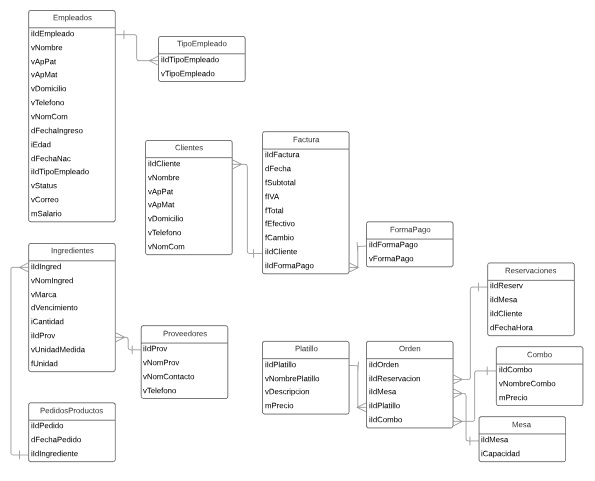 Empleados
iIdEmpleado
vNombre
vApPat
vApMat
vDomicilio
vTelefono
vNomCom
dFechaIngreso
iEdad
dFechaNac
iIdTipoEmpleado
vStatus
vCorreo
mSalario
TipoEmpleado
iIdTipoEmpleado
vTipoEmpleado
Clientes
iIdCliente
vNombre
vApPat
vApMat
vDomicilio
vTelefono
vNomCom
Factura
iIdFactura
dFecha
fSubtotal
fIVA
fTotal
fEfectivo
fCambio
iIdCliente
iIdFormaPago
FormaPago
iIdFormaPago
vFormaPago
Ingredientes
iIdIngred
vNomIngred
vMarca
dVencimiento
iCantidad
iIdProv
vUnidadMedida
fUnidad
Proveedores
iIdProv
vNomProv
vNomContacto
vTelefono
PedidosProductos
iIdPedido
dFechaPedido
iIdIngrediente
Platillo
iIdPlatillo
vNombrePlatillo
vDescripcion
mPrecio
Orden
iIdOrden
iIdReservacion
iIdMesa
iIdPlatillo
iIdCombo
Reservaciones
iIdReserv
iIdMesa
iIdCliente
dFechaHora
Combo
iIdCombo
vNombreCombo
mPrecio
Mesa
iIdMesa
iCapacidad